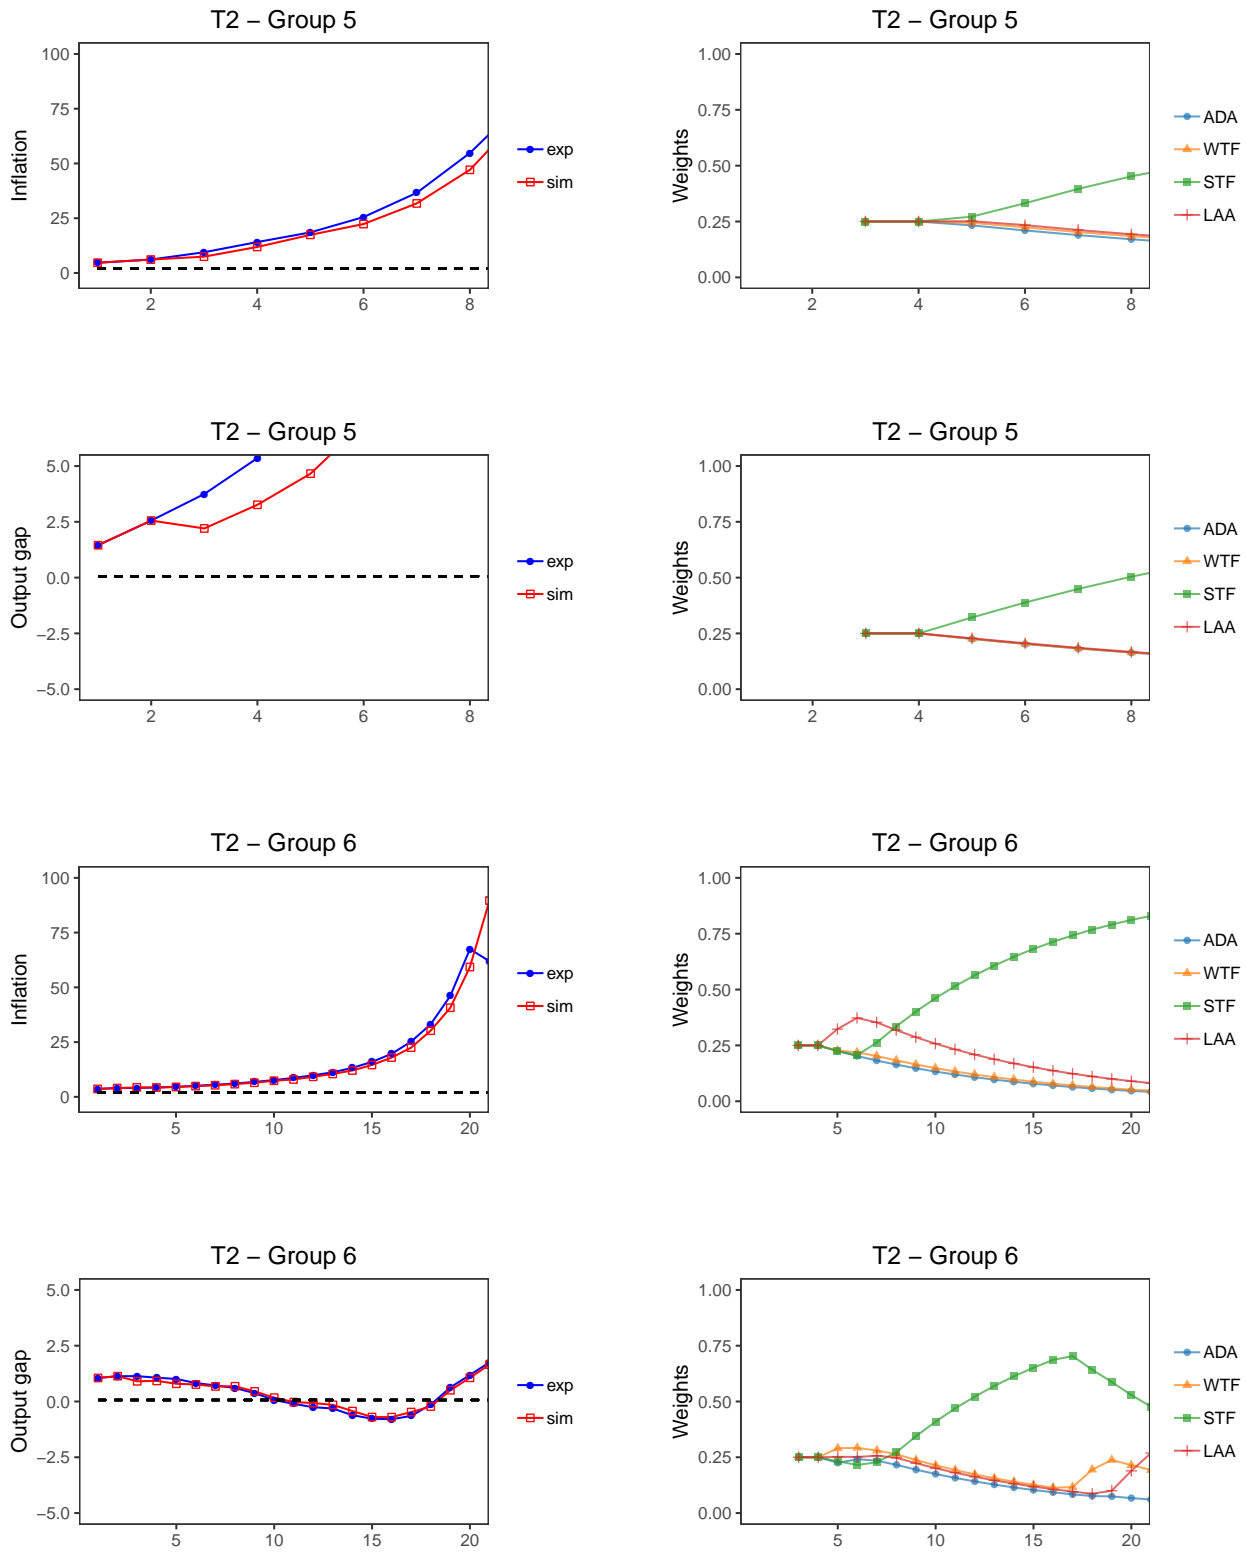 T2 – Group 5
Inflation
100
75
50
25
0
2 4 6 8
exp
sim
T2 – Group 5
Weights
1.00
0.75
0.50
0.25
0.00
2 4 6 8
ADA
WTF
STF
LAA
T2 – Group 5
Output gap
5.0
2.5
0.0
−2.5
−5.0
2 4 6 8
exp
sim
T2 – Group 5
Weights
1.00
0.75
0.50
0.25
0.00
2 4 6 8
ADA
WTF
STF
LAA
T2 – Group 6
Inflation
100
75
50
25
0
5 10 15 20
exp
sim
T2 – Group 6
Weights
1.00
0.75
0.50
0.25
0.00
5 10 15 20
ADA
WTF
STF
LAA
T2 – Group 6
Output gap
5.0
2.5
0.0
−2.5
−5.0
5 10 15 20
exp
sim
T2 – Group 6
Weights
1.00
0.75
0.50
0.25
0.00
5 10 15 20
ADA
WTF
STF
LAA